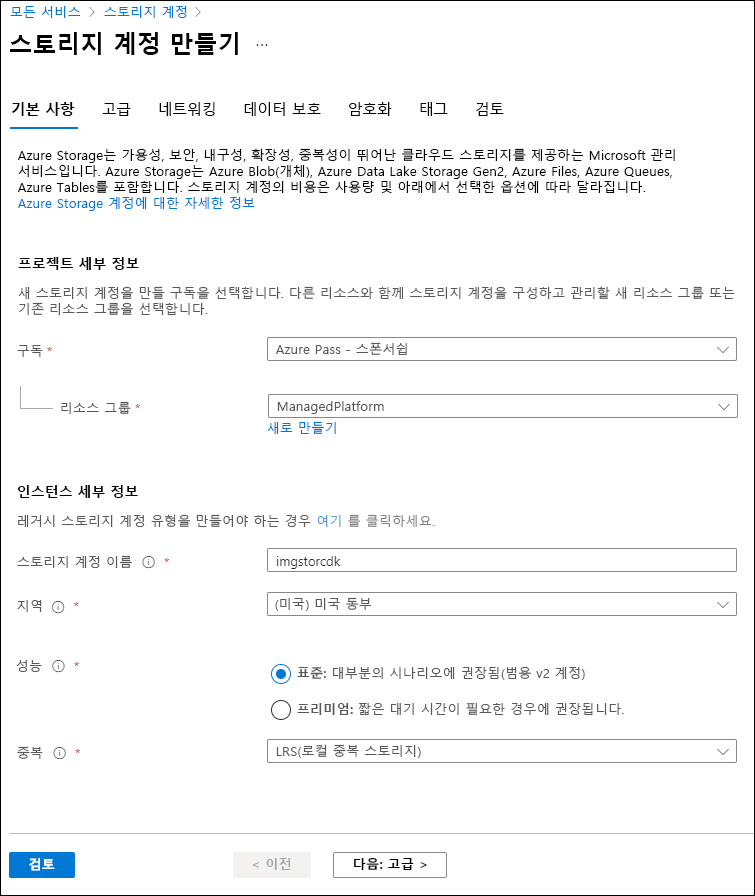 모든 서비스 > 스토리지 계정 >
스토리지 계정 만들기 ...
기본 사항 고급 네트워킹 데이터 보호 암호화 태그 검토
Azure Storage는 가용성, 보안, 내구성, 확장성, 중복성이 뛰어난 클라우드 스토리지를 제공하는 Microsoft 관리
서비스입니다. Azure Storage는 Azure Blob(개체), Azure Data Lake Storage Gen2, Azure Files, Azure Queues,
Azure Tables를 포함합니다. 스토리지 계정의 비용은 사용량 및 아래에서 선택한 옵션에 따라 달라집니다.
Azure Storage 계정에 대한 자세한 정보
프로젝트 세부 정보
새 스토리지 계정을 만들 구독을 선택합니다. 다른 리소스와 함께 스토리지 계정을 구성하고 관리할 새 리소스 그룹 또는
기존 리소스 그룹을 선택합니다.
구독 * Azure Pass - 스폰서쉽
리소스 그룹 * ManagedPlatform
새로 만들기
인스턴스 세부 정보
레거시 스토리지 계정 유형을 만들어야 하는 경우 여기 를 클릭하세요.
스토리지 계정 이름 * imgstorcdk
지역 * (미국) 미국 동부
성능 * 표준: 대부분의 시나리오에 권장됨(범용 v2 계정)
프리미엄: 짧은 대기 시간이 필요한 경우에 권장됩니다.
중복 * LRS(로컬 중복 스토리지)
검토 < 이전 다음: 고급 >